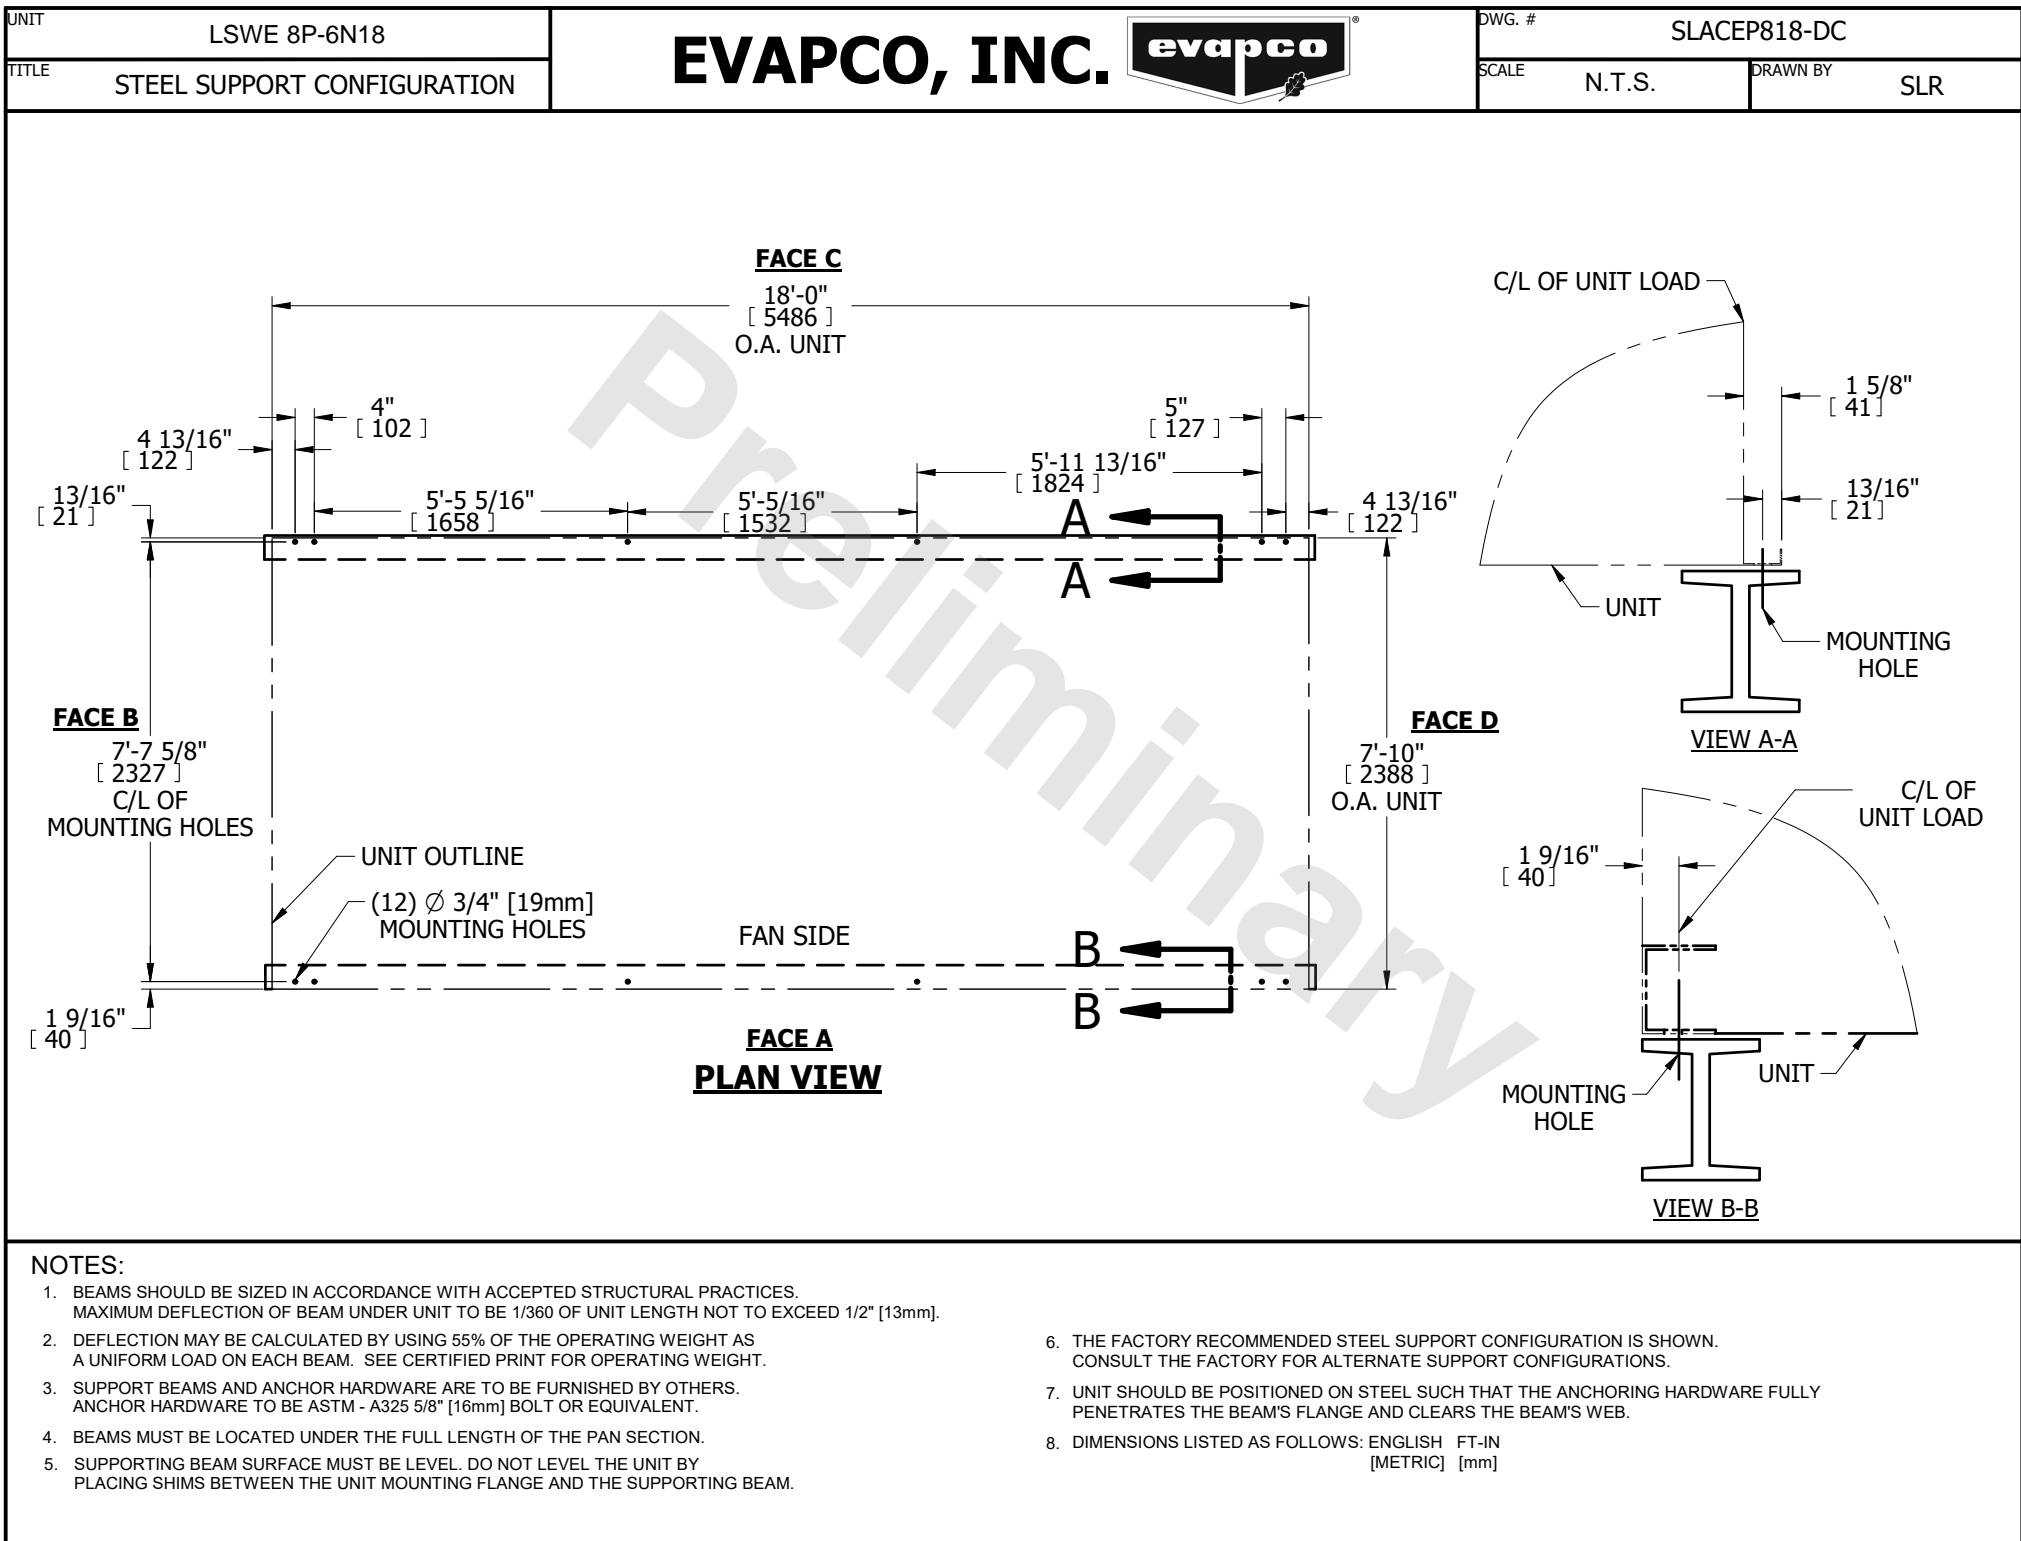 UNIT
LSWE 8P-6N18
TITLE
STEEL SUPPORT CONFIGURATION
EVAPCO, INC.
evapco
®
DWG. #
SLACEP818-DC
SCALE
N.T.S.
DRAWN BY
SLR
FACE C
18'-0"
[ 5486 ]
O.A. UNIT
4"
[ 102 ]
4 13/16"
[ 122 ]
13/16"
[ 21 ]
5'-5 5/16"
[ 1658 ]
5'-5/16"
[ 1532 ]
5'-11 13/16"
[ 1824 ]
5"
[ 127 ]
4 13/16"
[ 122 ]
A
A
FACE B
7'-7 5/8"
[ 2327 ]
C/L OF
MOUNTING HOLES
FACE D
7'-10"
[ 2388 ]
O.A. UNIT
UNIT OUTLINE
(12) ∅ 3/4" [19mm]
MOUNTING HOLES
FAN SIDE
B
B
1 9/16"
[ 40 ]
FACE A
PLAN VIEW
Preliminary
C/L OF UNIT LOAD
1 5/8"
[ 41 ]
13/16"
[ 21 ]
UNIT
MOUNTING
HOLE
VIEW A-A
C/L OF
UNIT LOAD
1 9/16"
[ 40 ]
UNIT
MOUNTING
HOLE
VIEW B-B
NOTES:
1. BEAMS SHOULD BE SIZED IN ACCORDANCE WITH ACCEPTED STRUCTURAL PRACTICES.
MAXIMUM DEFLECTION OF BEAM UNDER UNIT TO BE 1/360 OF UNIT LENGTH NOT TO EXCEED 1/2" [13mm].
2. DEFLECTION MAY BE CALCULATED BY USING 55% OF THE OPERATING WEIGHT AS
A UNIFORM LOAD ON EACH BEAM. SEE CERTIFIED PRINT FOR OPERATING WEIGHT.
3. SUPPORT BEAMS AND ANCHOR HARDWARE ARE TO BE FURNISHED BY OTHERS.
ANCHOR HARDWARE TO BE ASTM - A325 5/8" [16mm] BOLT OR EQUIVALENT.
4. BEAMS MUST BE LOCATED UNDER THE FULL LENGTH OF THE PAN SECTION.
5. SUPPORTING BEAM SURFACE MUST BE LEVEL. DO NOT LEVEL THE UNIT BY
PLACING SHIMS BETWEEN THE UNIT MOUNTING FLANGE AND THE SUPPORTING BEAM.
6. THE FACTORY RECOMMENDED STEEL SUPPORT CONFIGURATION IS SHOWN.
CONSULT THE FACTORY FOR ALTERNATE SUPPORT CONFIGURATIONS.
7. UNIT SHOULD BE POSITIONED ON STEEL SUCH THAT THE ANCHORING HARDWARE FULLY
PENETRATES THE BEAM'S FLANGE AND CLEARS THE BEAM'S WEB.
8. DIMENSIONS LISTED AS FOLLOWS: ENGLISH FT-IN
[METRIC] [mm]